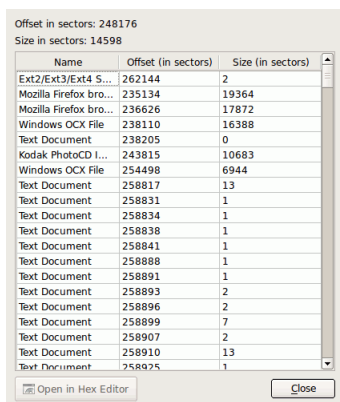 Offset in sectors: 248176
Size in sectors: 14598
Name Offset (in sectors) Size (in sectors)
Ext2/Ext3/Ext4 S... 262144 2
Mozilla Firefox bro... 235134 19364
Mozilla Firefox bro... 236626 17872
Windows OCX File 238110 16388
Text Document 238205 0
Kodak PhotoCD I... 243815 10683
Windows OCX File 254498 6944
Text Document 258817 13
Text Document 258831 1
Text Document 258834 1
Text Document 258838 1
Text Document 258841 1
Text Document 258888 1
Text Document 258891 1
Text Document 258893 2
Text Document 258896 2
Text Document 258899 7
Text Document 258907 2
Text Document 258910 13
Text Document 258925 1
Open in Hex Editor Close